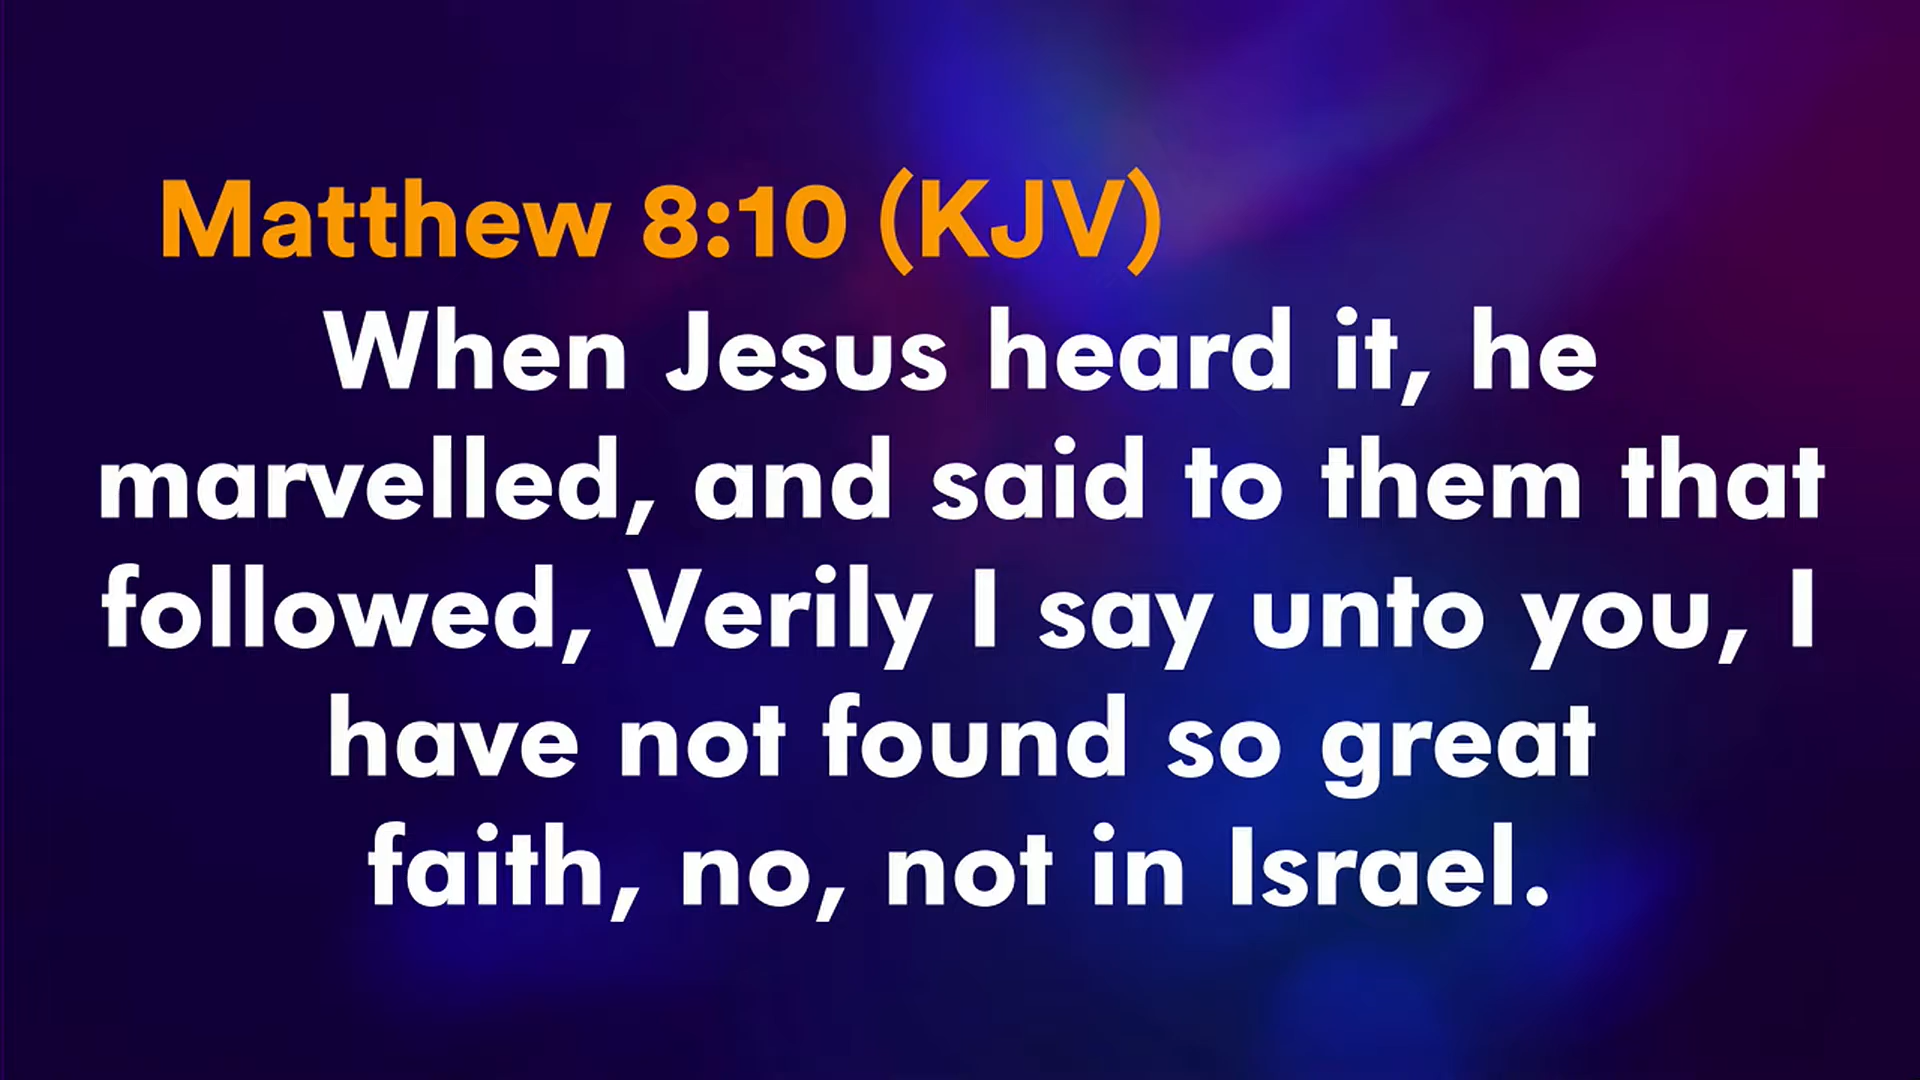 Matthew 8:10 (KJV)
When Jesus heard it, he
marvelled, and said to them that
followed, Verily I say unto you, I
have not found so great
faith, no, not in Israel.